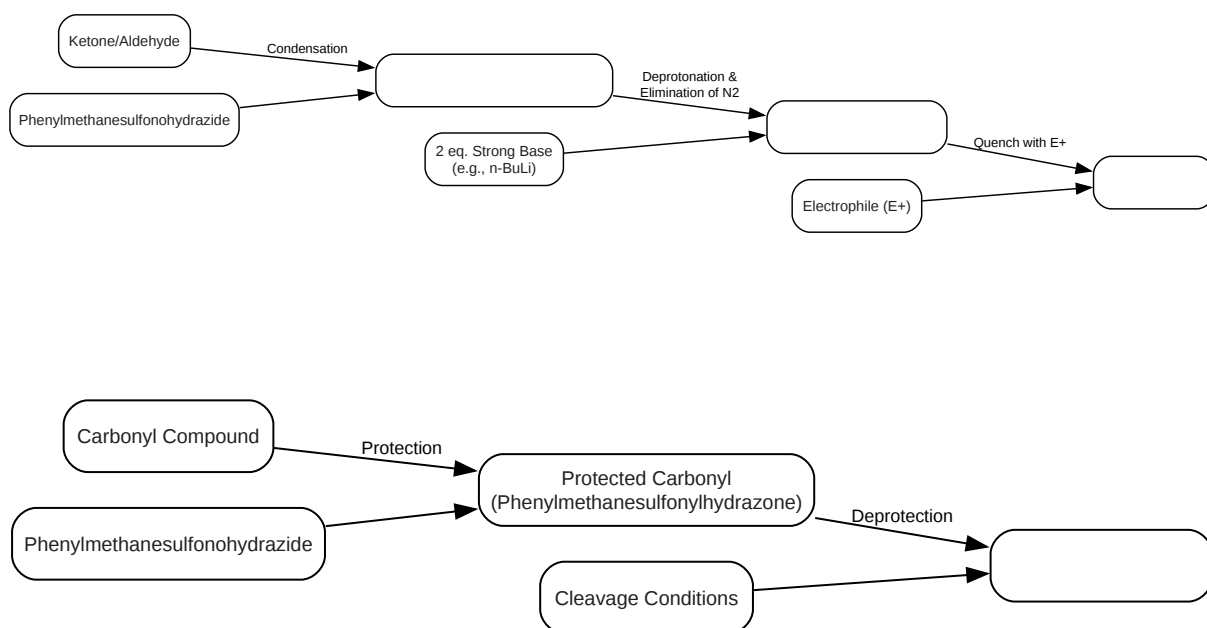 Ketone/Aldehyde
Condensation
Phenylmethanesulfonohydrazide
Deprotonation &
Elimination of N2
2 eq. Strong Base
(e.g., n-BuLi)
Quench with E+
Electrophile (E+)
Carbonyl Compound
Protection
Phenylmethanesulfonohydrazide
Protected Carbonyl
(Phenylmethanesulfonylhydrazone)
Deprotection
Cleavage Conditions